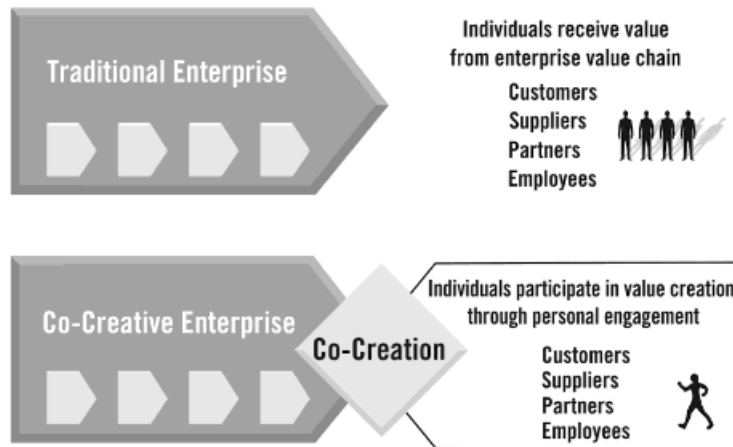 Traditional Enterprise
Individuals receive value
from enterprise value chain
Customers
Suppliers
Partners
Employees
Co-Creative Enterprise
Co-Creation
Individuals participate in value creation
through personal engagement
Customers
Suppliers
Partners
Employees